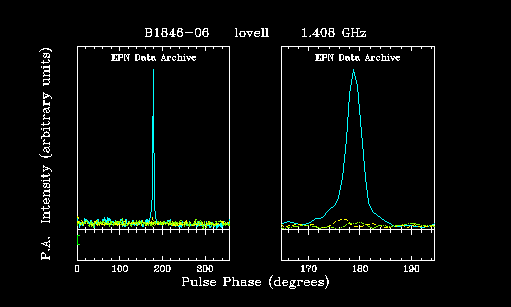 B1846-06 lovell 1.408 GHz
EPN Data Archive EPN Data Archive
P.A. Intensity (arbitrary units)
0 100 200 300 170 180 190
Pulse Phase (degrees)